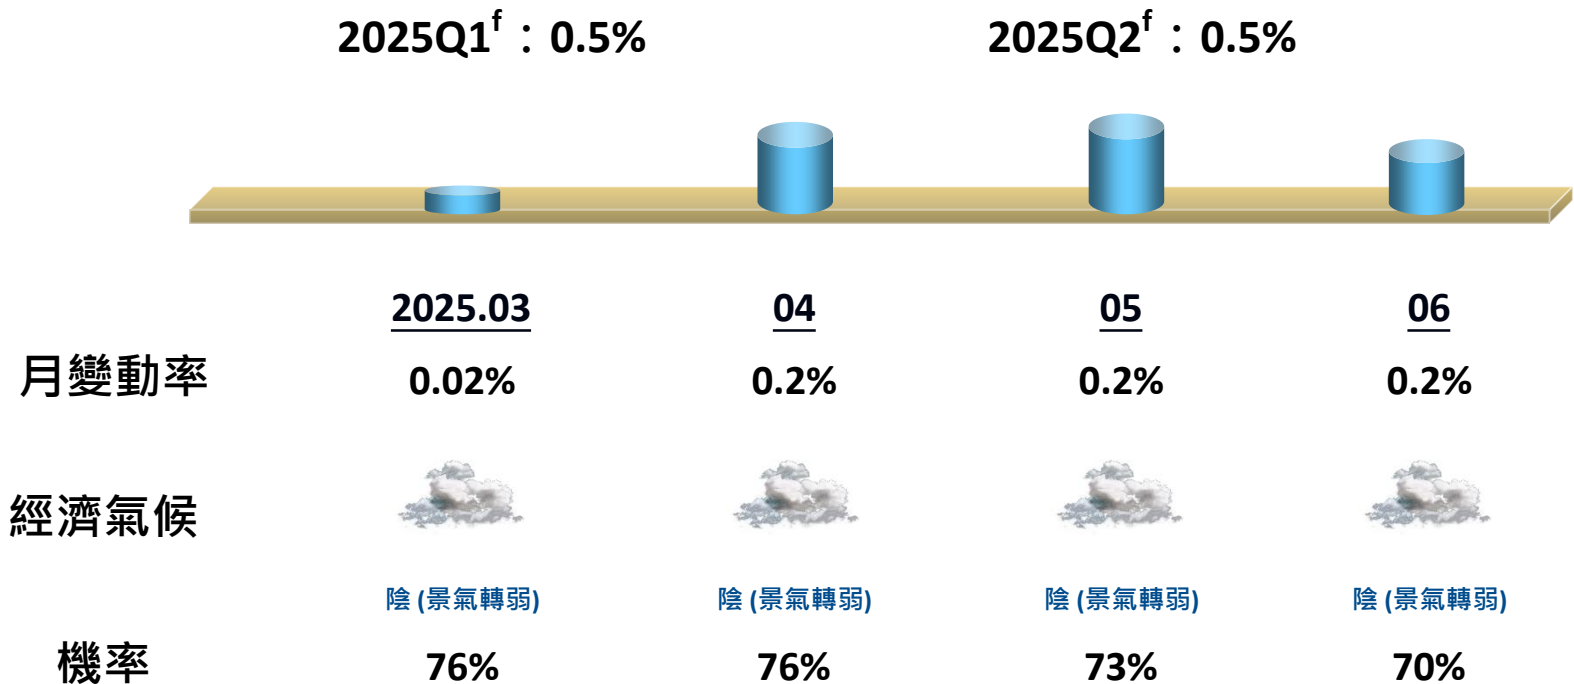 2025Q1f：0.5% 2025Q2f：0.5%
2025.03 04 05 06
月變動率 0.02% 0.2% 0.2% 0.2%
經濟氣候
陰 (景氣轉弱) 陰 (景氣轉弱) 陰 (景氣轉弱) 陰 (景氣轉弱)
機率 76% 76% 73% 70%